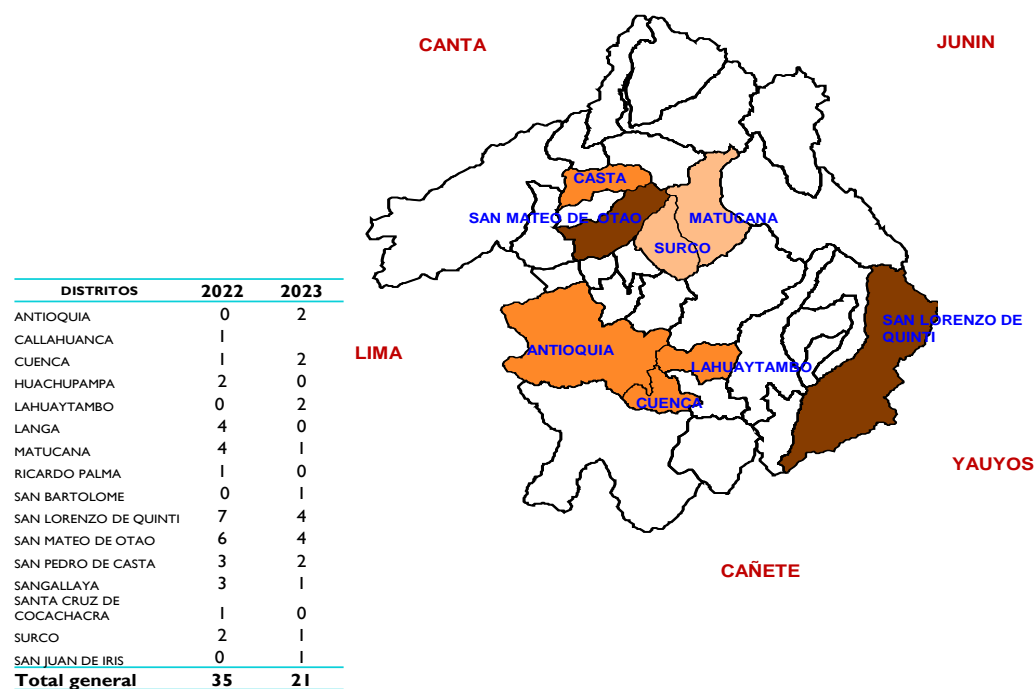 CANTA
JUNIN
CASTA
SAN MATEO DE OTAO
MATUCANA
SURCO
SAN LORENZO DE
QUINTI
LIMA
ANTIOQUIA
LAHUAYTAMBO
CUENCA
YAUYOS
CAÑETE
DISTRITOS 2022 2023
ANTIOQUIA 0 2
CALLAHUANCA 1
CUENCA 1 2
HUACHUPAMPA 2 0
LAHUAYTAMBO 0 2
LANGA 4 0
MATUCANA 4 1
RICARDO PALMA 1 0
SAN BARTOLOME 0 1
SAN LORENZO DE QUINTI 7 4
SAN MATEO DE OTAO 6 4
SAN PEDRO DE CASTA 3 2
SANGALLAYA 3 1
SANTA CRUZ DE
COCACHACRA 1 0
SURCO 2 1
SAN JUAN DE IRIS 0 1
Total general 35 21